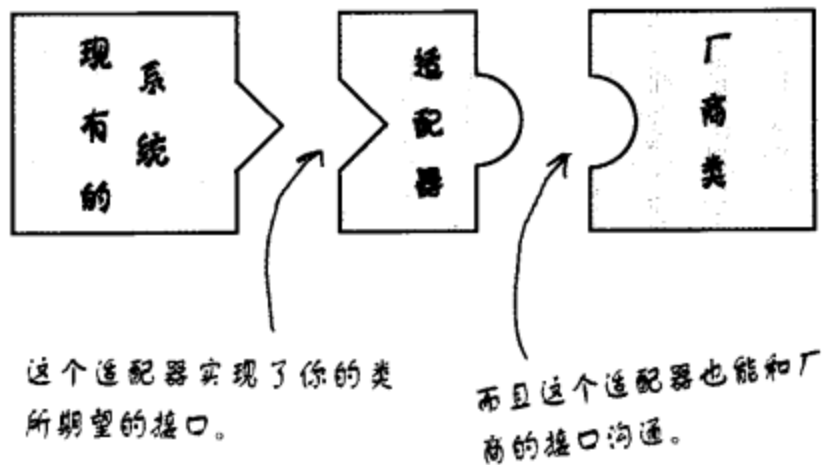 现有的
系统
适配器
厂商类
这个适配器实现了你的类
所期望的接口。
而且这个适配器也能和厂
商的接口沟通。